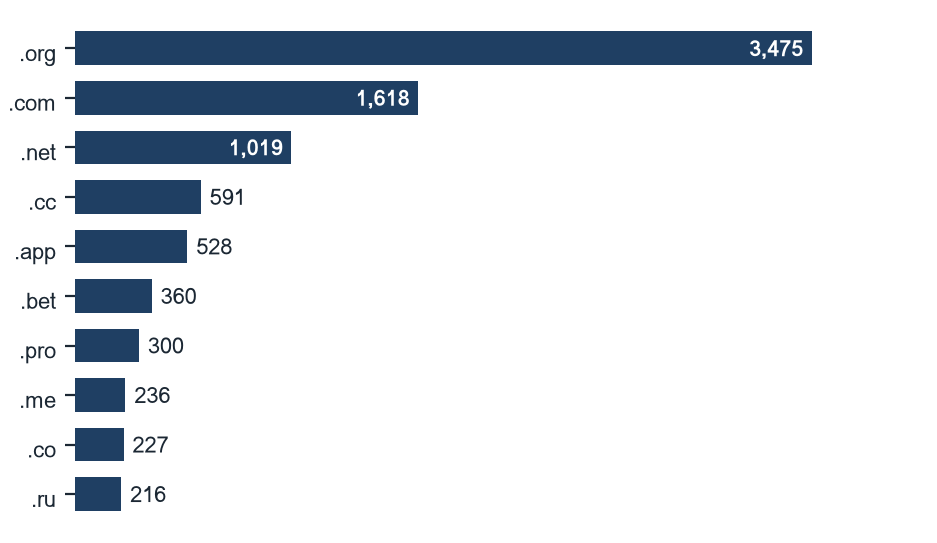 .org 3,475
.com 1,618
.net 1,019
.cc 591
.app 528
.bet 360
.pro 300
.me 236
.co 227
.ru 216